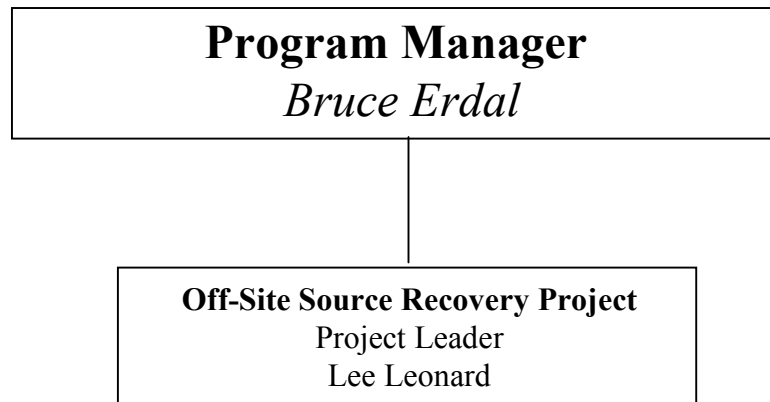 Program Manager
Bruce Erdal
Off-Site Source Recovery Project
Project Leader
Lee Leonard